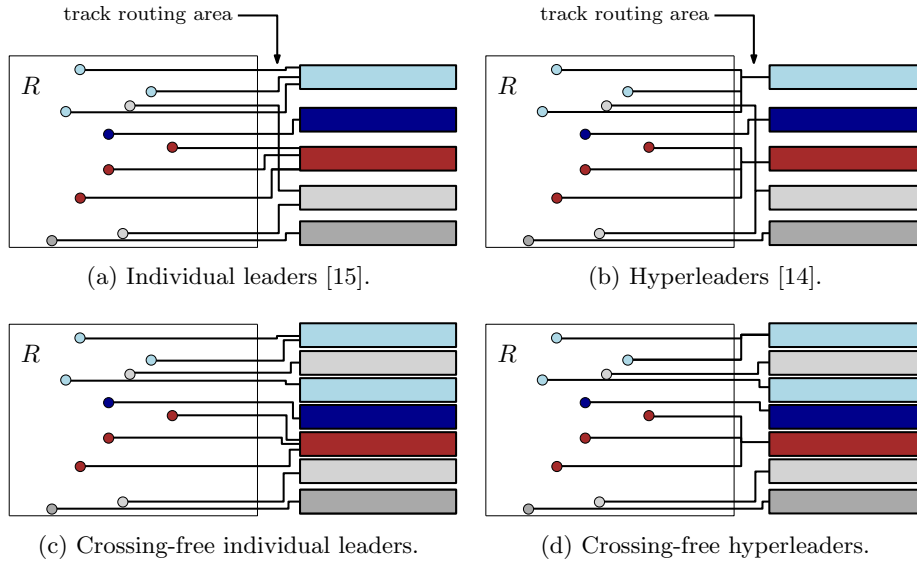 track routing area
track routing area
R
R
(a) Individual leaders [15].
(b) Hyperleaders [14].
R
R
(c) Crossing-free individual leaders.
(d) Crossing-free hyperleaders.